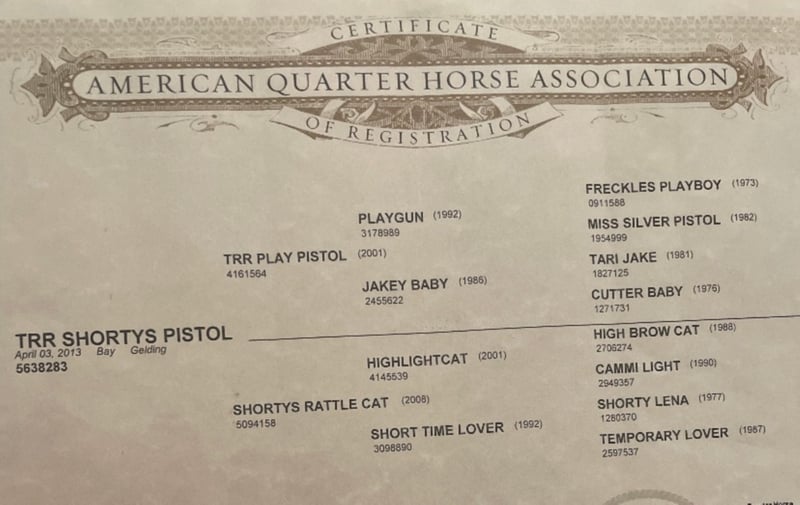 CERTIFICATE
AMERICAN QUARTER HORSE ASSOCIATION
OF REGISTRATION
FRECKLES PLAYBOY (1973)
0911588
PLAYGUN (1992)
3178989
MISS SILVER PISTOL (1982)
1954999
TRR PLAY PISTOL (2001)
4161564
TARI JAKE (1981)
1827125
JAKEY BABY (1986)
2455622
CUTTER BABY (1976)
1271731
TRR SHORTYS PISTOL
April 03, 2013 Bay Gelding
5638283
HIGH BROW CAT (1988)
2706274
HIGHLIGHTCAT (2001)
4145539
CAMMI LIGHT (1990)
2949357
SHORTYS RATTLE CAT (2008)
5094158
SHORTY LENA (1977)
1280370
SHORT TIME LOVER (1992)
3098890
TEMPORARY LOVER (1987)
2597537